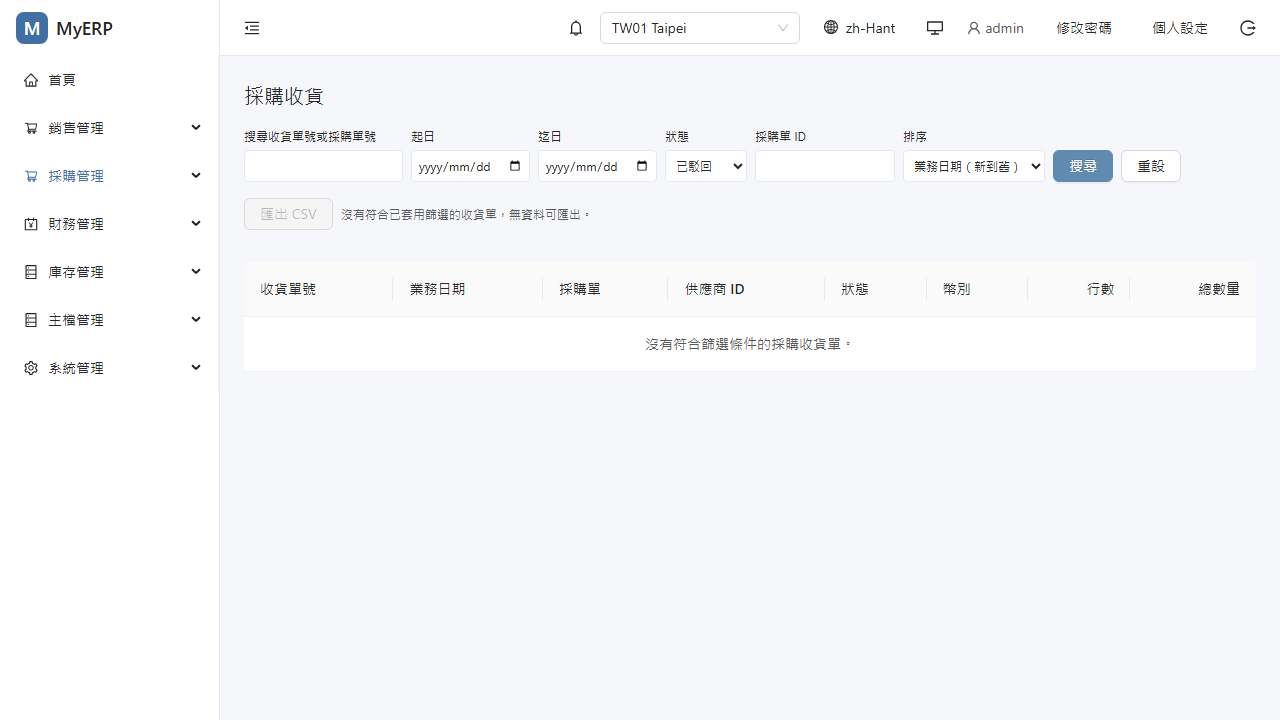 M MyERP
TW01 Taipei
zh-Hant
admin
修改密碼
個人設定
首頁
銷售管理
採購管理
財務管理
庫存管理
主檔管理
系統管理
採購收貨
搜尋收貨單號或採購單號 起日 迄日 狀態 採購單 ID 排序
yyyy/mm/dd yyyy/mm/dd 已駁回 業務日期（新到舊） 搜尋 重設
匯出 CSV 沒有符合已套用篩選的收貨單，無資料可匯出。
收貨單號 業務日期 採購單 供應商 ID 狀態 幣別 行數 總數量
沒有符合篩選條件的採購收貨單。